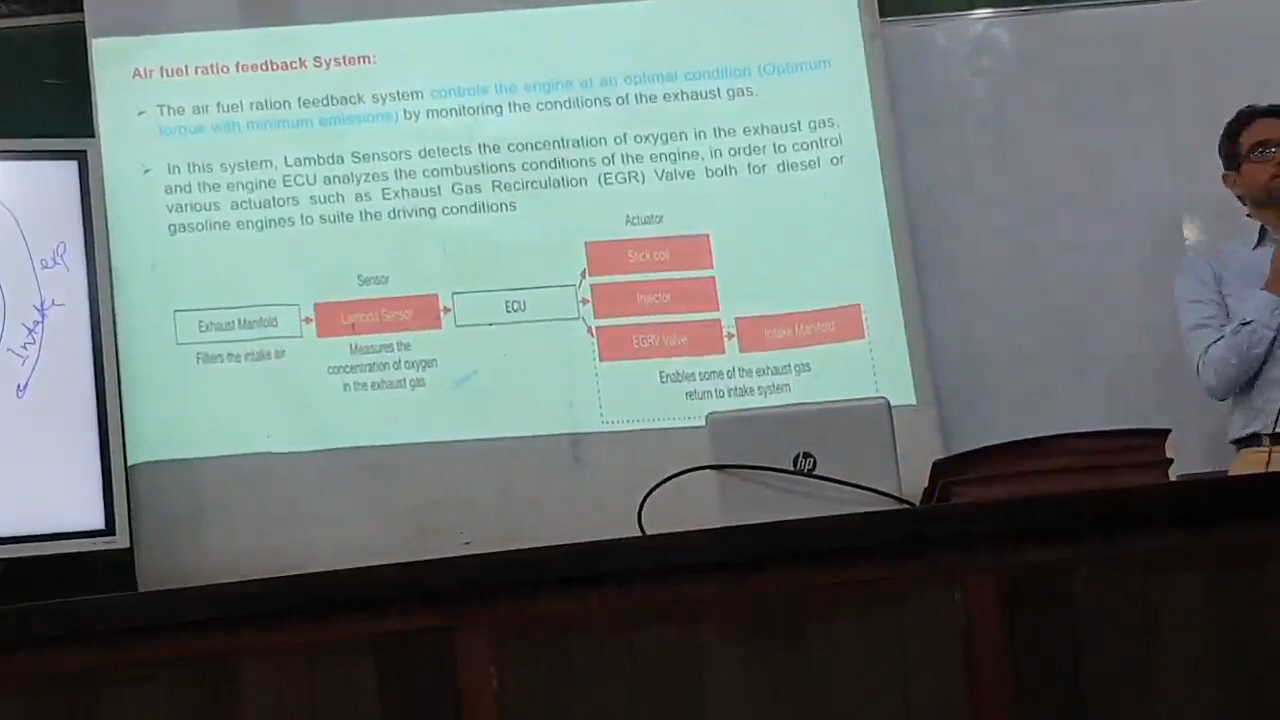 Air fuel ratio feedback System:
➤ The air fuel ration feedback system controls the engine at an optimal condition (Optimum
torque with minimum emissions) by monitoring the conditions of the exhaust gas.
➤ In this system, Lambda Sensors detects the concentration of oxygen in the exhaust gas,
and the engine ECU analyzes the combustions conditions of the engine, in order to control
various actuators such as Exhaust Gas Recirculation (EGR) Valve both for diesel or
gasoline engines to suite the driving conditions
Actuator
Stick coil
Sensor
Injector
Exhaust Manifold
Lambda Sensor
ECU
EGRV Valve
Intake Manifold
Filters the intake air
Measures the
concentration of oxygen
in the exhaust gas
Enables some of the exhaust gas
return to intake system
exp
Intake
hp